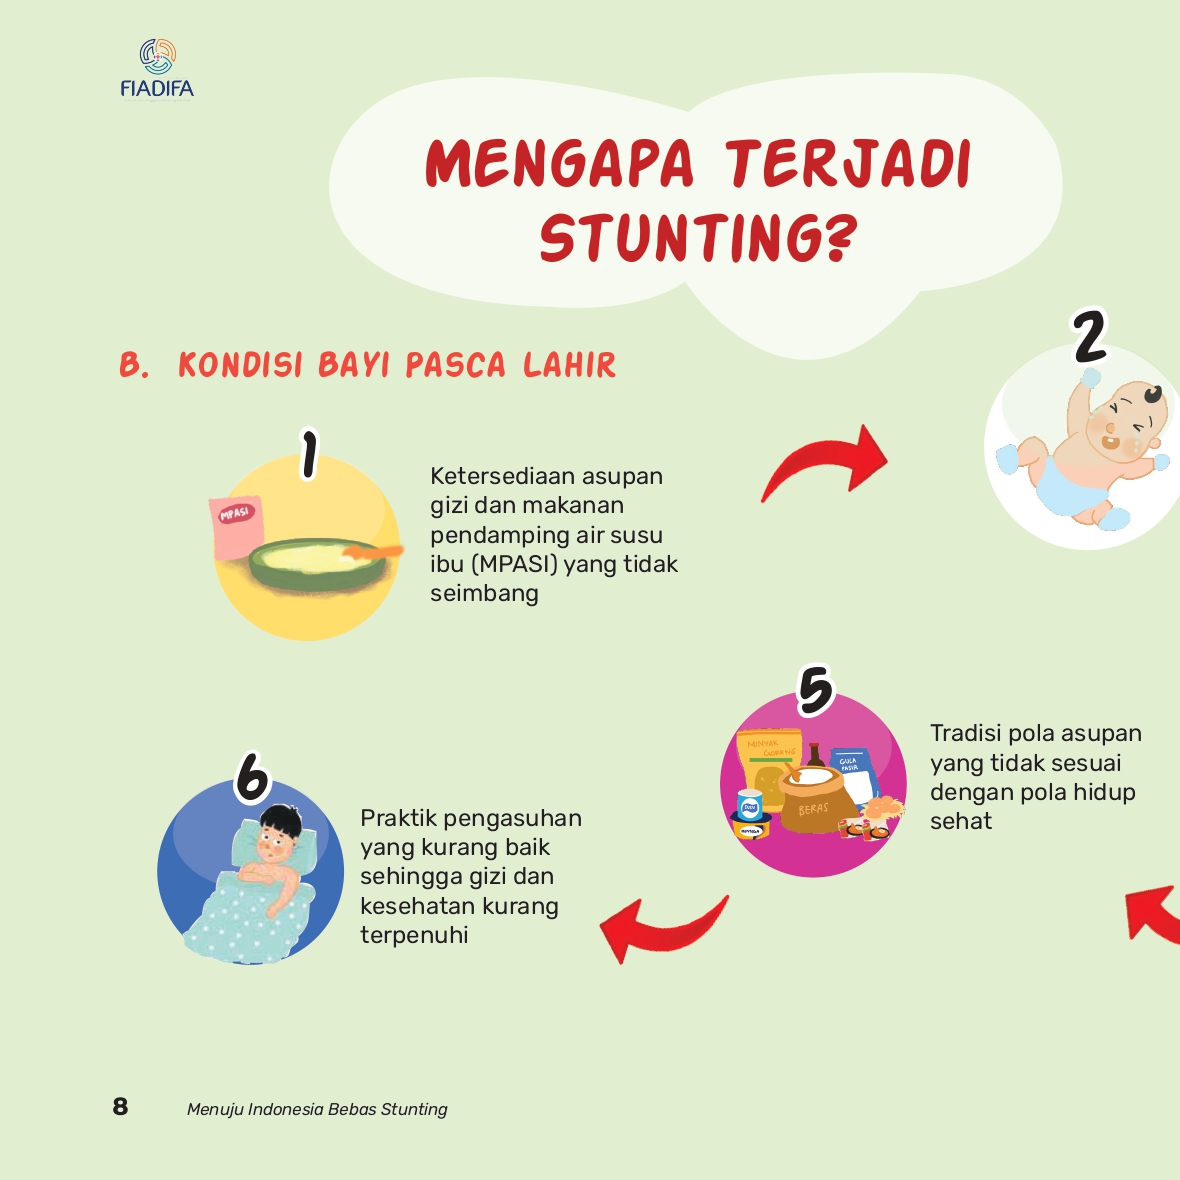 FIADIFA
MENGAPA TERJADI
STUNTING?
B. KONDISI BAYI PASCA LAHIR
1
MPASI
Ketersediaan asupan
gizi dan makanan
pendamping air susu
ibu (MPASI) yang tidak
seimbang
2
5
MINYAK
GORENG
GULA
PASIR
BERAS
SUSU
Tradisi pola asupan
yang tidak sesuai
dengan pola hidup
sehat
6
Praktik pengasuhan
yang kurang baik
sehingga gizi dan
kesehatan kurang
terpenuhi
8
Menuju Indonesia Bebas Stunting